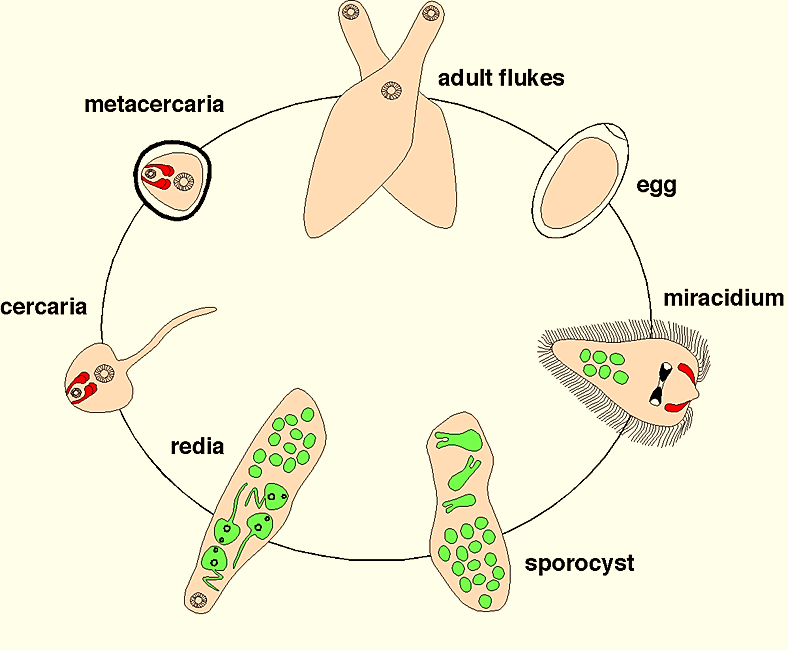 adult flukes
metacercaria
egg
cercaria
miracidium
redia
sporocyst